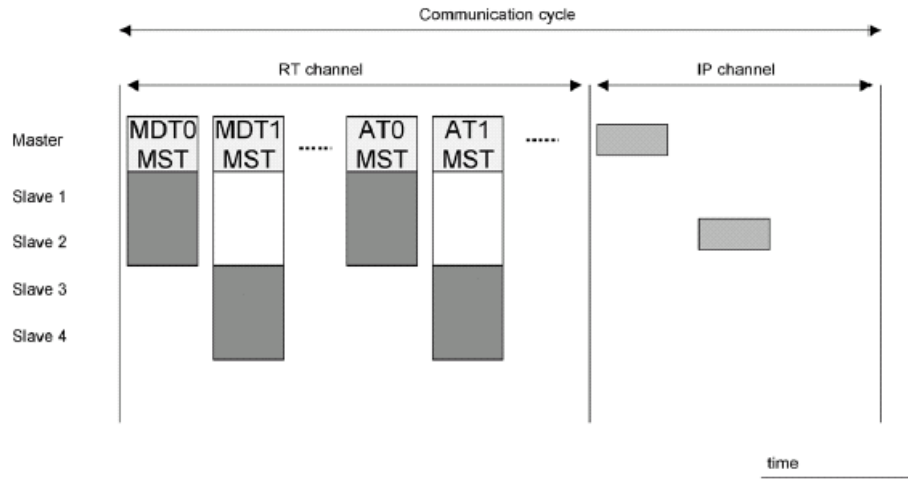 Communication cycle
RT channel
IP channel
Master
MDT0
MST
MDT1
MST
......
AT0
MST
AT1
MST
......
Slave 1
Slave 2
Slave 3
Slave 4
time